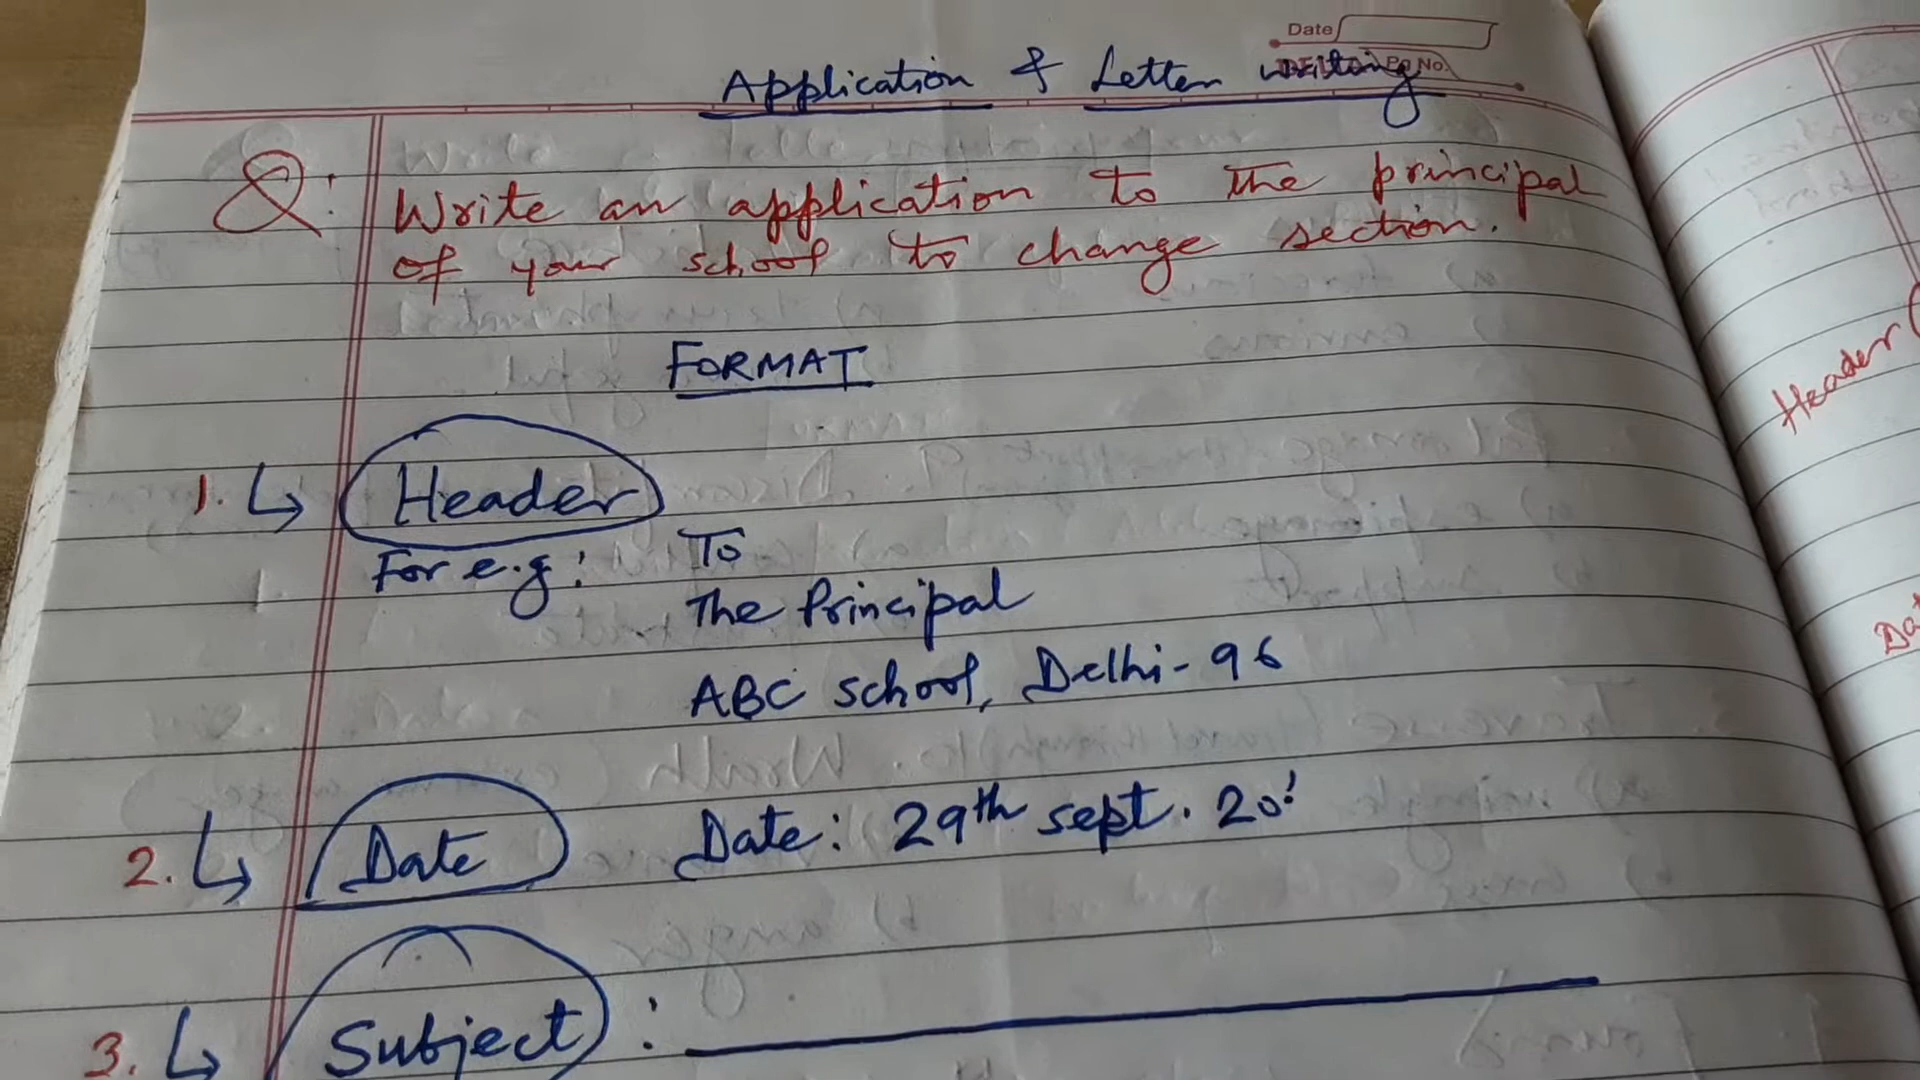 Date
Pg No.
Application & Letter writing
Q: Write an application to the principal
of your school to change section.
FORMAT
1. ↳ Header
For e.g: To
The Principal
ABC school, Delhi-96
2. ↳ Date Date: 29th sept. 20
3. ↳ Subject :
Header
Dat